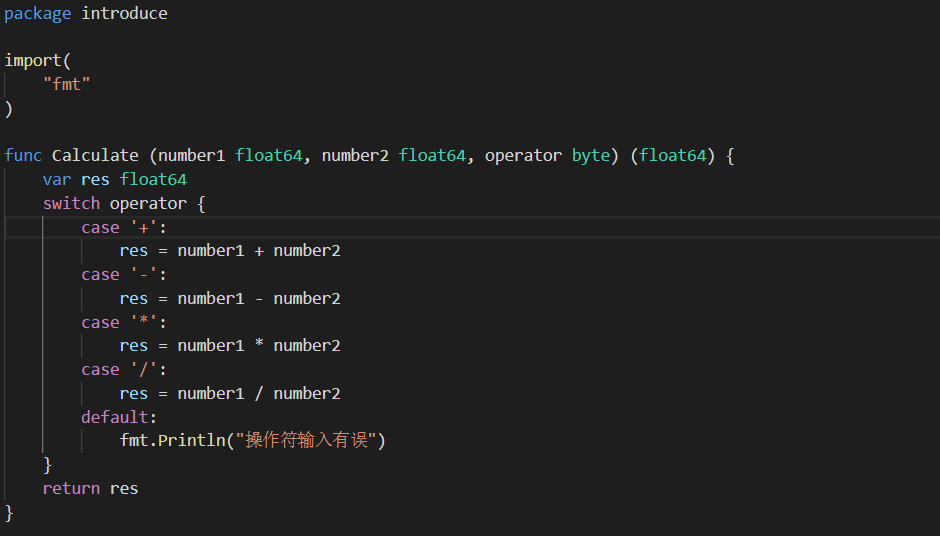 package introduce
import(
"fmt"
)
func Calculate (number1 float64, number2 float64, operator byte) (float64) {
var res float64
switch operator {
case '+':
res = number1 + number2
case '-':
res = number1 - number2
case '*':
res = number1 * number2
case '/':
res = number1 / number2
default:
fmt.Println("操作符输入有误")
}
return res
}